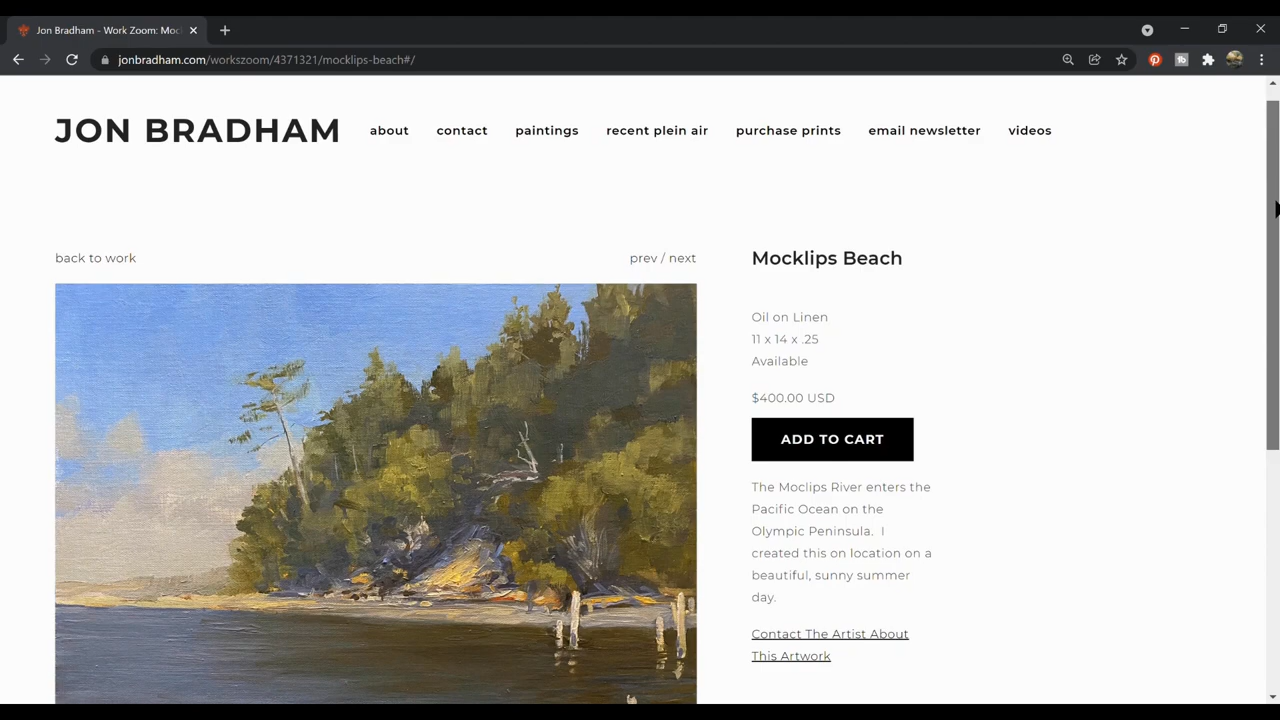 Jon Bradham - Work Zoom: Moc
jonbradham.com/workszoom/4371321/mocklips-beach#/
JON BRADHAM
about contact paintings recent plein air purchase prints email newsletter videos
back to work
prev / next
Mocklips Beach
Oil on Linen
11 x 14 x .25
Available
$400.00 USD
ADD TO CART
The Moclips River enters the
Pacific Ocean on the
Olympic Peninsula. I
created this on location on a
beautiful, sunny summer
day.
Contact The Artist About
This Artwork